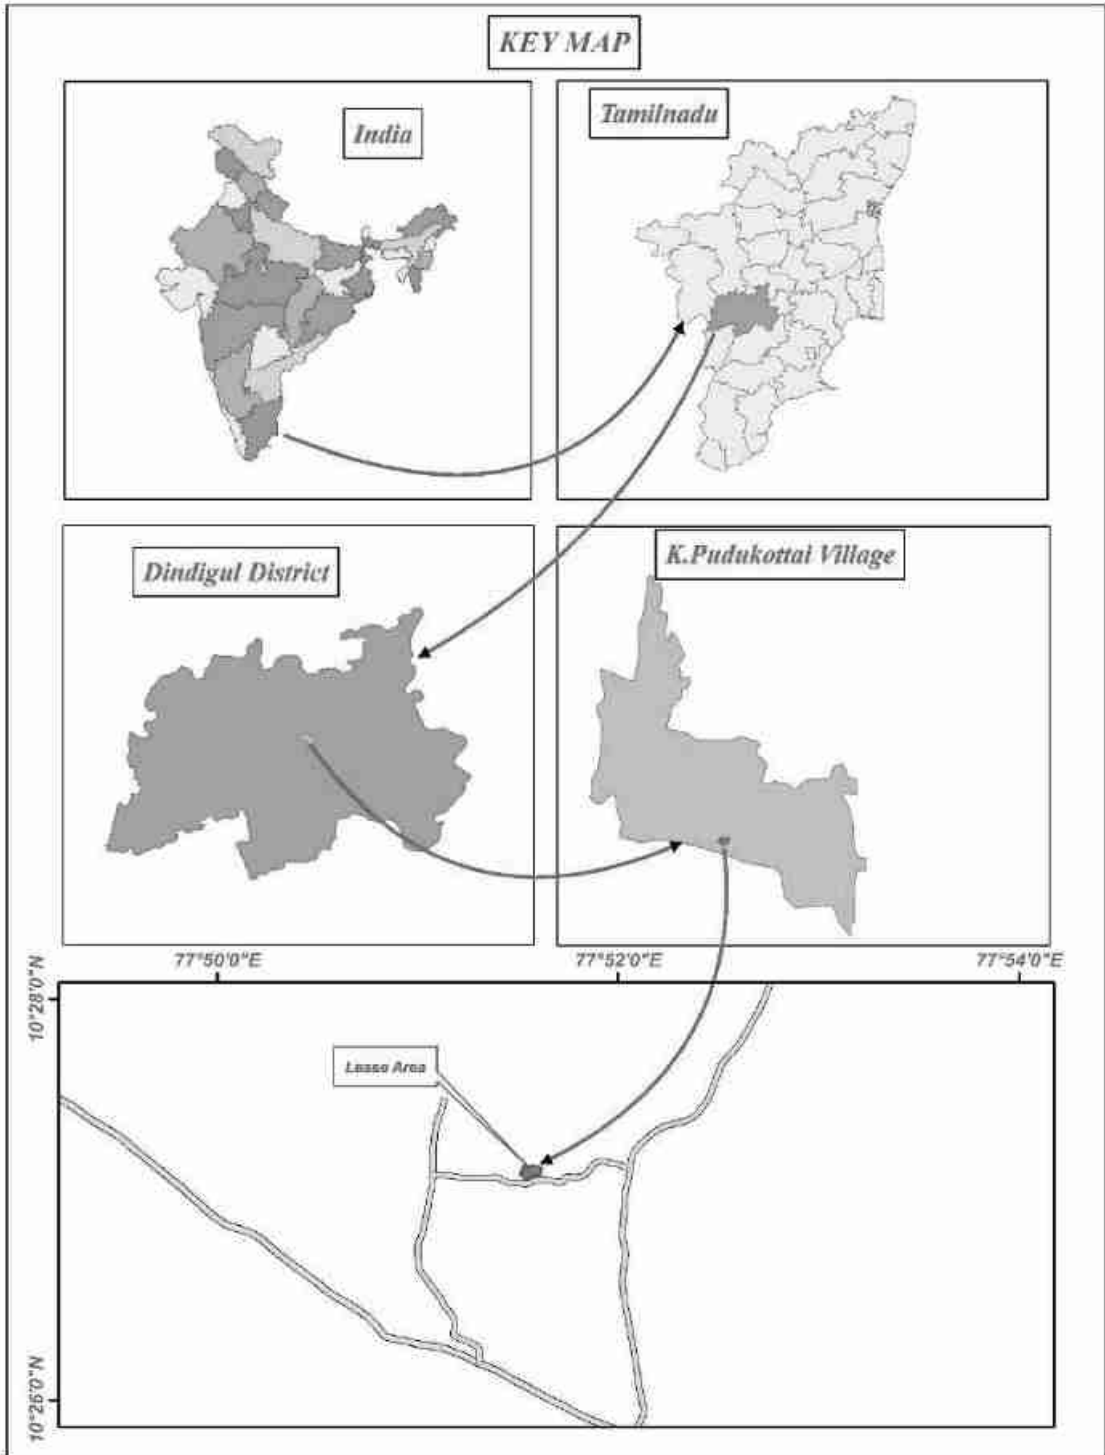 KEY MAP
India
Tamilnadu
Dindigul District
K.Pudukottai Village
77°50'0"E
77°52'0"E
77°54'0"E
10°28'0"N
Lease Area
10°26'0"N